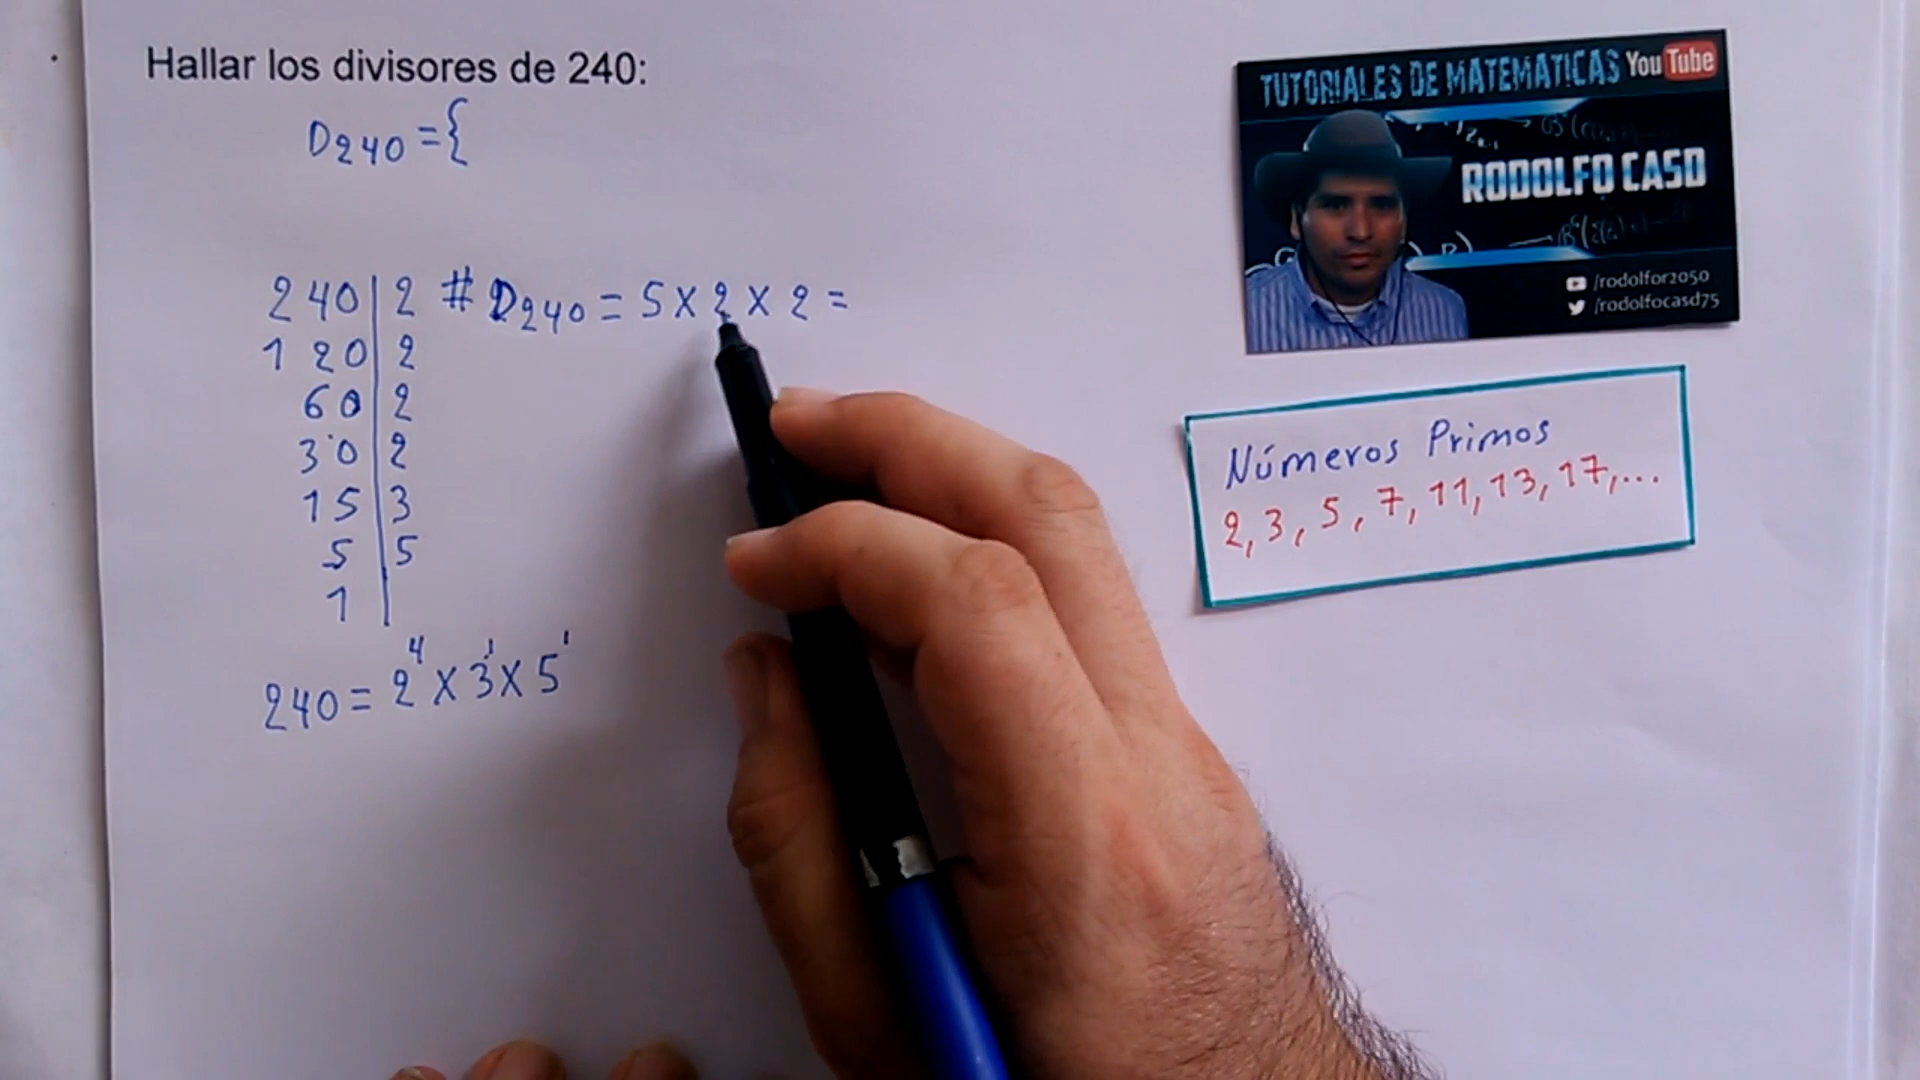 Hallar los divisores de 240:
D240 = {
240 | 2 # D240 = 5 x 2 x 2 =
120 | 2
60 | 2
30 | 2
15 | 3
5 | 5
1 |
240 = 2⁴ x 3¹ x 5¹
TUTORIALES DE MATEMATICAS YouTube
RODOLFO CASD
/rodolfor2050
/rodolfocasd75
Números Primos
2, 3, 5, 7, 11, 13, 17, ...